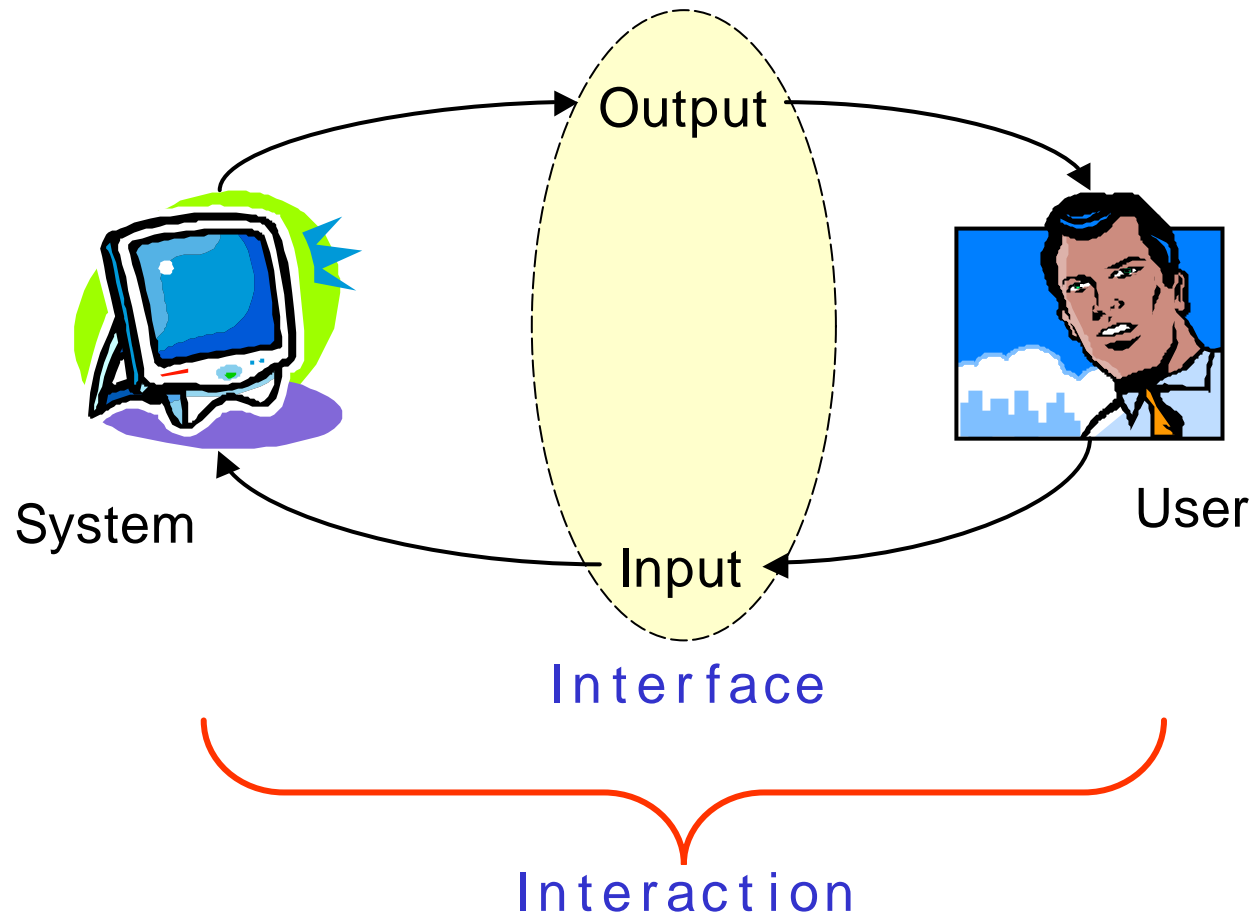 Output
System
User
Input
Interface
Interaction